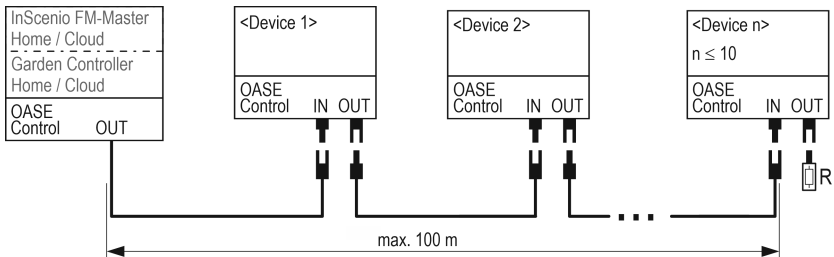 InScenio FM-Master
Home / Cloud
Garden Controller
Home / Cloud
OASE
Control OUT
<Device 1>
OASE
Control IN OUT
<Device 2>
OASE
Control IN OUT
<Device n>
n ≤ 10
OASE
Control IN OUT
R
max. 100 m